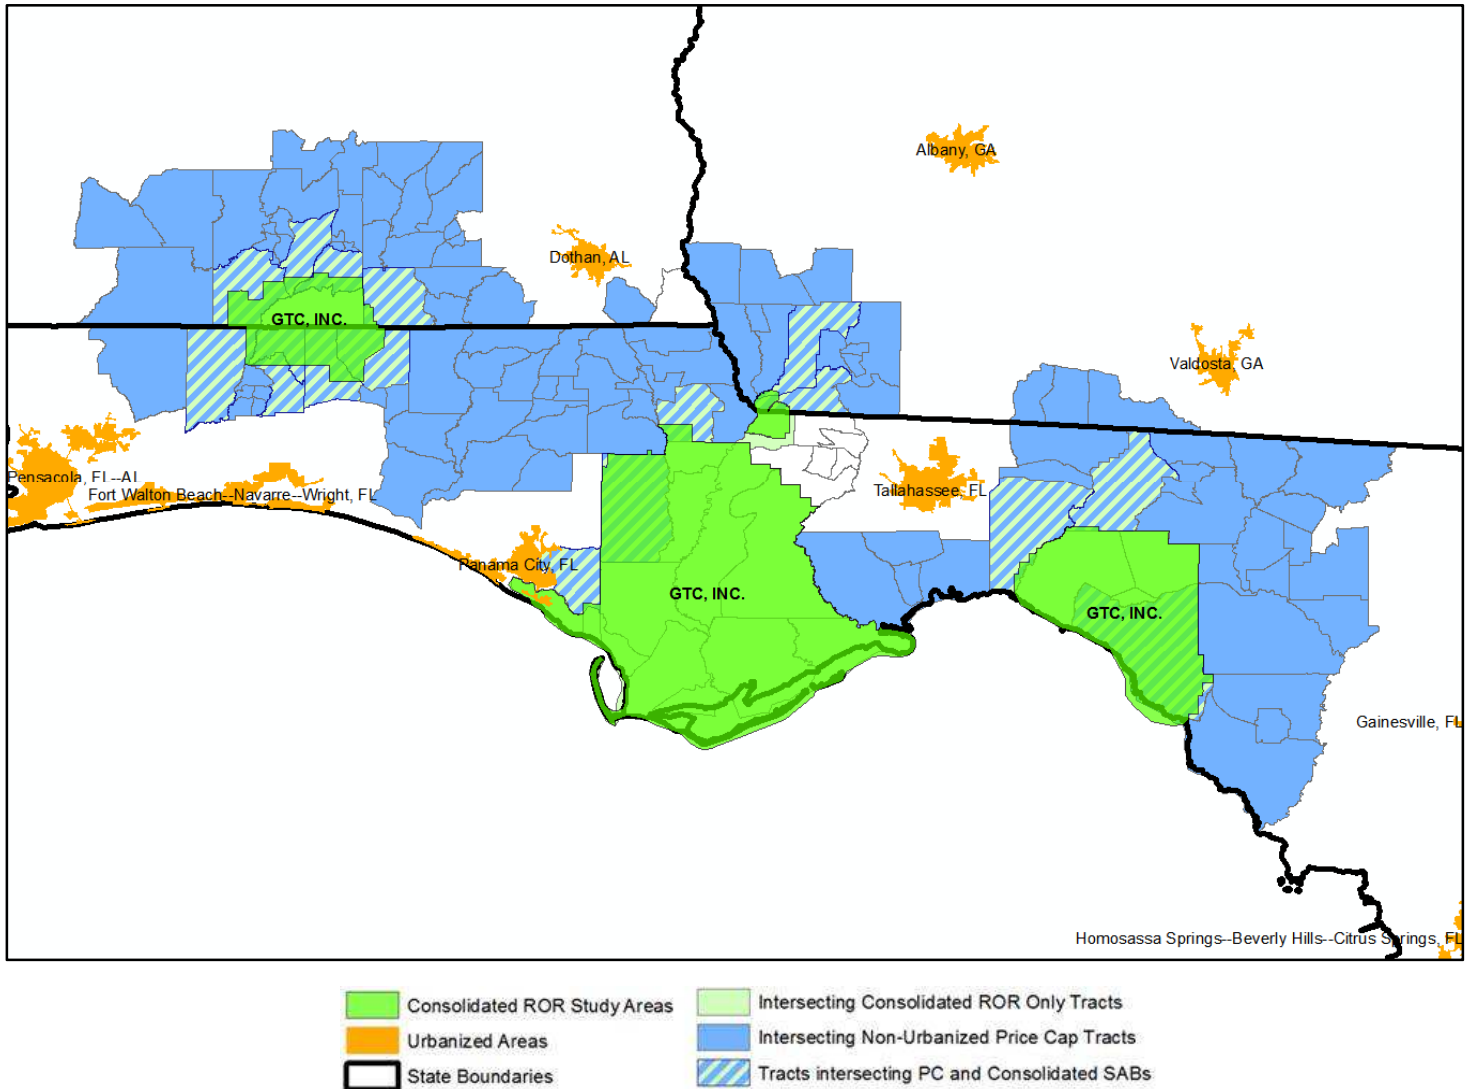 Albany, GA
Dothan, AL
GTC, INC.
Valdosta, GA
Pensacola, FL--AL
Fort Walton Beach--Navarre--Wright, FL
Tallahassee, FL
Panama City, FL
GTC, INC.
GTC, INC.
Gainesville, FL
Homosassa Springs--Beverly Hills--Citrus Springs, FL
Consolidated ROR Study Areas
Intersecting Consolidated ROR Only Tracts
Urbanized Areas
Intersecting Non-Urbanized Price Cap Tracts
State Boundaries
Tracts intersecting PC and Consolidated SABs